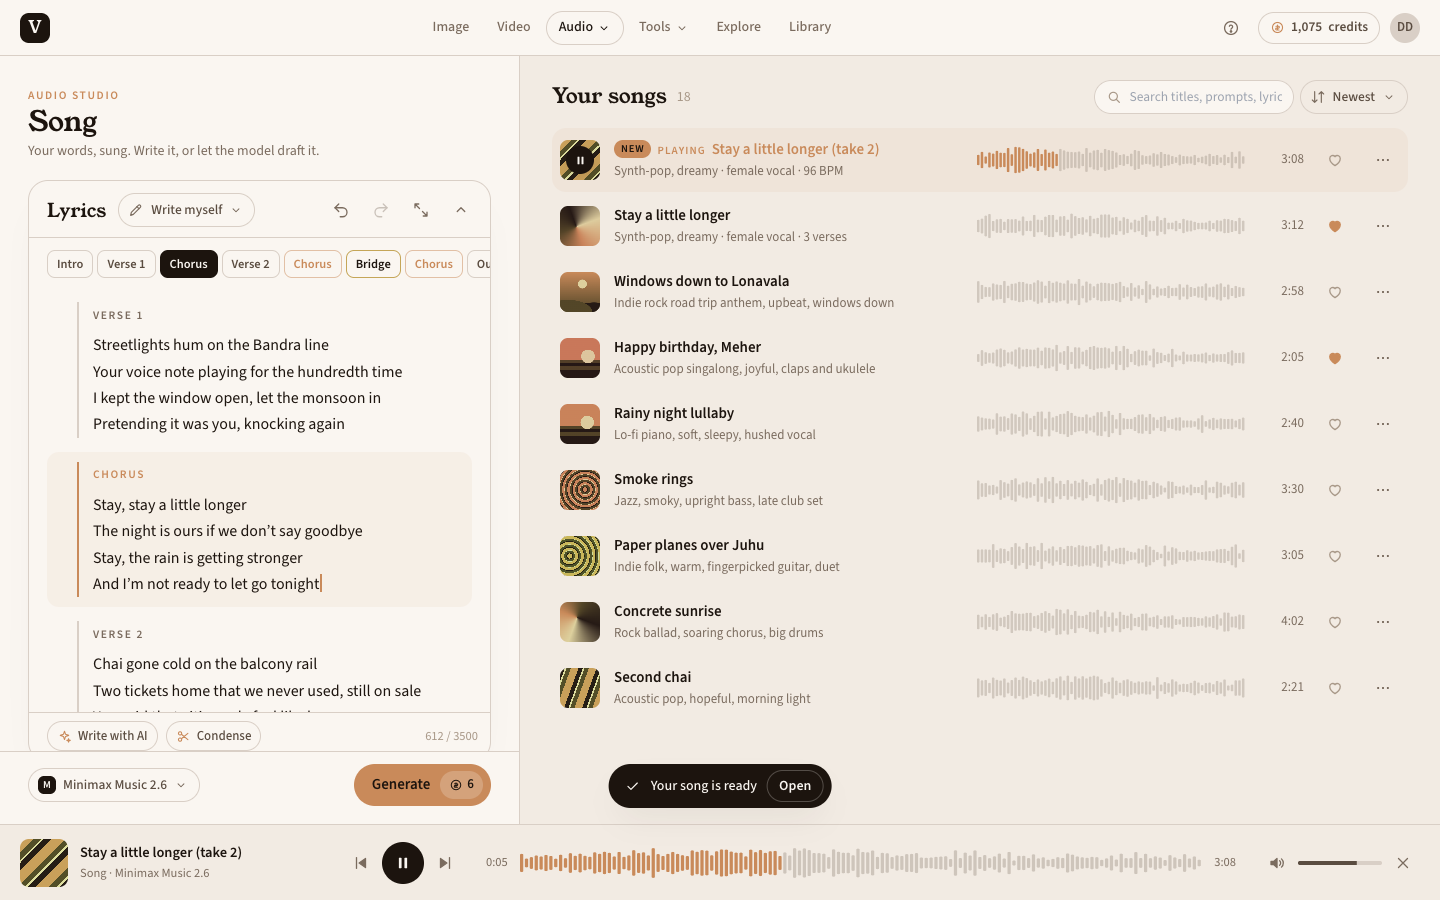 V
Image
Video
Audio
Tools
Explore
Library
1,075 credits
DD
AUDIO STUDIO
Song
Your words, sung. Write it, or let the model draft it.
Lyrics
Write myself
Intro
Verse 1
Chorus
Verse 2
Chorus
Bridge
Chorus
Ou
VERSE 1
Streetlights hum on the Bandra line
Your voice note playing for the hundredth time
I kept the window open, let the monsoon in
Pretending it was you, knocking again
CHORUS
Stay, stay a little longer
The night is ours if we don’t say goodbye
Stay, the rain is getting stronger
And I’m not ready to let go tonight
VERSE 2
Chai gone cold on the balcony rail
Two tickets home that we never used, still on sale
Write with AI
Condense
612 / 3500
M Minimax Music 2.6
Generate 6
Your songs 18
Search titles, prompts, lyric
Newest
NEW PLAYING Stay a little longer (take 2)
Synth-pop, dreamy · female vocal · 96 BPM
3:08
Stay a little longer
Synth-pop, dreamy · female vocal · 3 verses
3:12
Windows down to Lonavala
Indie rock road trip anthem, upbeat, windows down
2:58
Happy birthday, Meher
Acoustic pop singalong, joyful, claps and ukulele
2:05
Rainy night lullaby
Lo-fi piano, soft, sleepy, hushed vocal
2:40
Smoke rings
Jazz, smoky, upright bass, late club set
3:30
Paper planes over Juhu
Indie folk, warm, fingerpicked guitar, duet
3:05
Concrete sunrise
Rock ballad, soaring chorus, big drums
4:02
Second chai
Acoustic pop, hopeful, morning light
2:21
Your song is ready
Open
Stay a little longer (take 2)
Song · Minimax Music 2.6
0:05
3:08